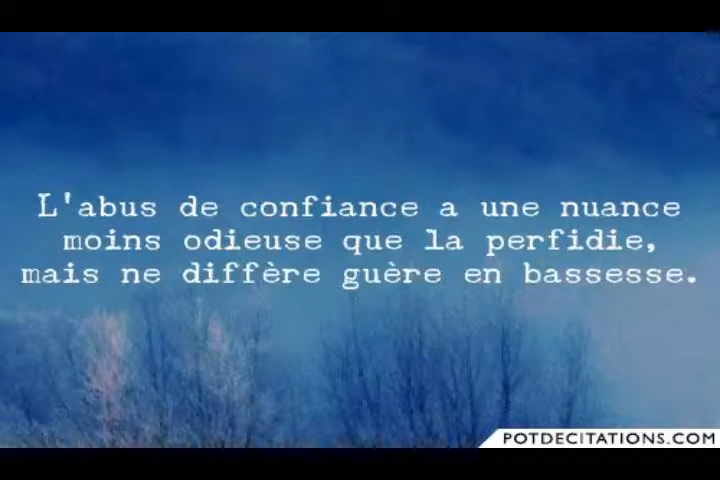 L'abus de confiance a une nuance
moins odieuse que la perfidie,
mais ne diffère guère en bassesse.
POTDECITATIONS.COM